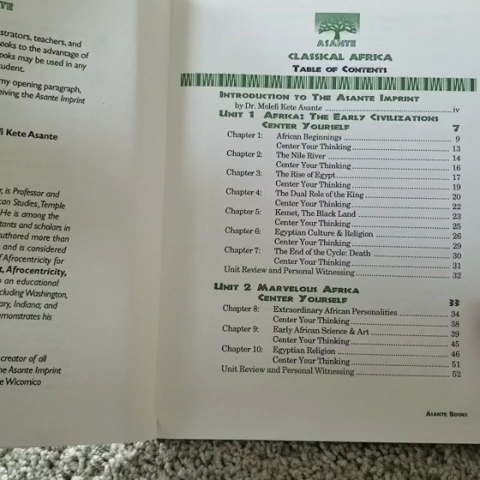 TE
strators, teachers, and
ooks to the advantage of
ooks may be used in any
udent.
my opening paragraph,
eiving the Asante Imprint
fi Kete Asante
, is Professor and
can Studies, Temple
He is among the
tants and scholars in
uthored more than
and is considered
Afrocentricity for
t, Afrocentricity,
o an educational
cluding Washington,
ary, Indiana; and
monstrates his
creator of all
he Asante Imprint
e Wicomico
ASANTE
CLASSICAL AFRICA
TABLE OF CONTENTS
INTRODUCTION TO THE ASANTE IMPRINT
by Dr. Molefi Kete Asante iv
UNIT 1 AFRICA: THE EARLY CIVILIZATIONS
CENTER YOURSELF 7
Chapter 1: African Beginnings 9
Center Your Thinking 13
Chapter 2: The Nile River 14
Center Your Thinking 16
Chapter 3: The Rise of Egypt 17
Center Your Thinking 19
Chapter 4: The Dual Role of the King 20
Center Your Thinking 22
Chapter 5: Kemet, The Black Land 23
Center Your Thinking 25
Chapter 6: Egyptian Culture & Religion 26
Center Your Thinking 29
Chapter 7: The End of the Cycle: Death 30
Center Your Thinking 31
Unit Review and Personal Witnessing 32
UNIT 2 MARVELOUS AFRICA
CENTER YOURSELF 33
Chapter 8: Extraordinary African Personalities 34
Center Your Thinking 38
Chapter 9: Early African Science & Art 39
Center Your Thinking 45
Chapter 10: Egyptian Religion 46
Center Your Thinking 51
Unit Review and Personal Witnessing 52
ASANTE BOOKS